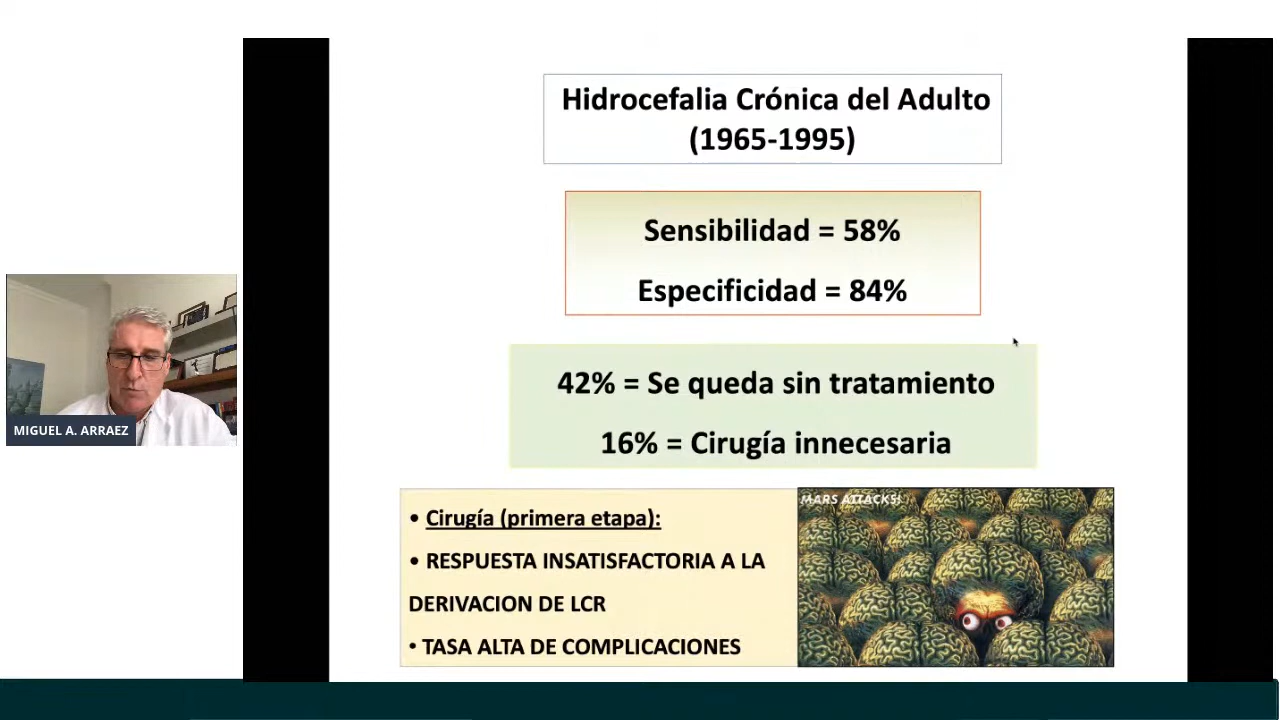 Hidrocefalia Crónica del Adulto
(1965-1995)
Sensibilidad = 58%
Especificidad = 84%
42% = Se queda sin tratamiento
16% = Cirugía innecesaria
MIGUEL A. ARRAEZ
• Cirugía (primera etapa):
• RESPUESTA INSATISFACTORIA A LA
DERIVACION DE LCR
• TASA ALTA DE COMPLICACIONES
MARS ATTACKS!